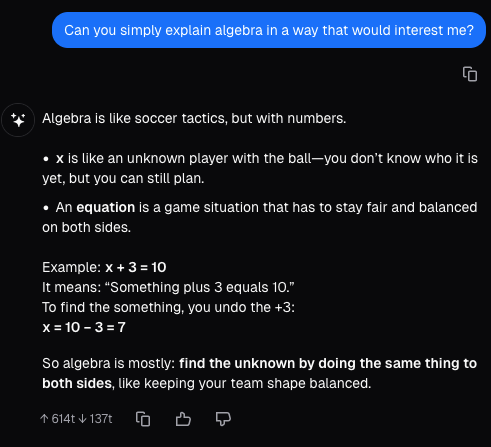 Can you simply explain algebra in a way that would interest me?
Algebra is like soccer tactics, but with numbers.
• x is like an unknown player with the ball—you don't know who it is
yet, but you can still plan.
• An equation is a game situation that has to stay fair and balanced
on both sides.
Example: x + 3 = 10
It means: “Something plus 3 equals 10.”
To find the something, you undo the +3:
x = 10 − 3 = 7
So algebra is mostly: find the unknown by doing the same thing to
both sides, like keeping your team shape balanced.
↑ 614t ↓ 137t